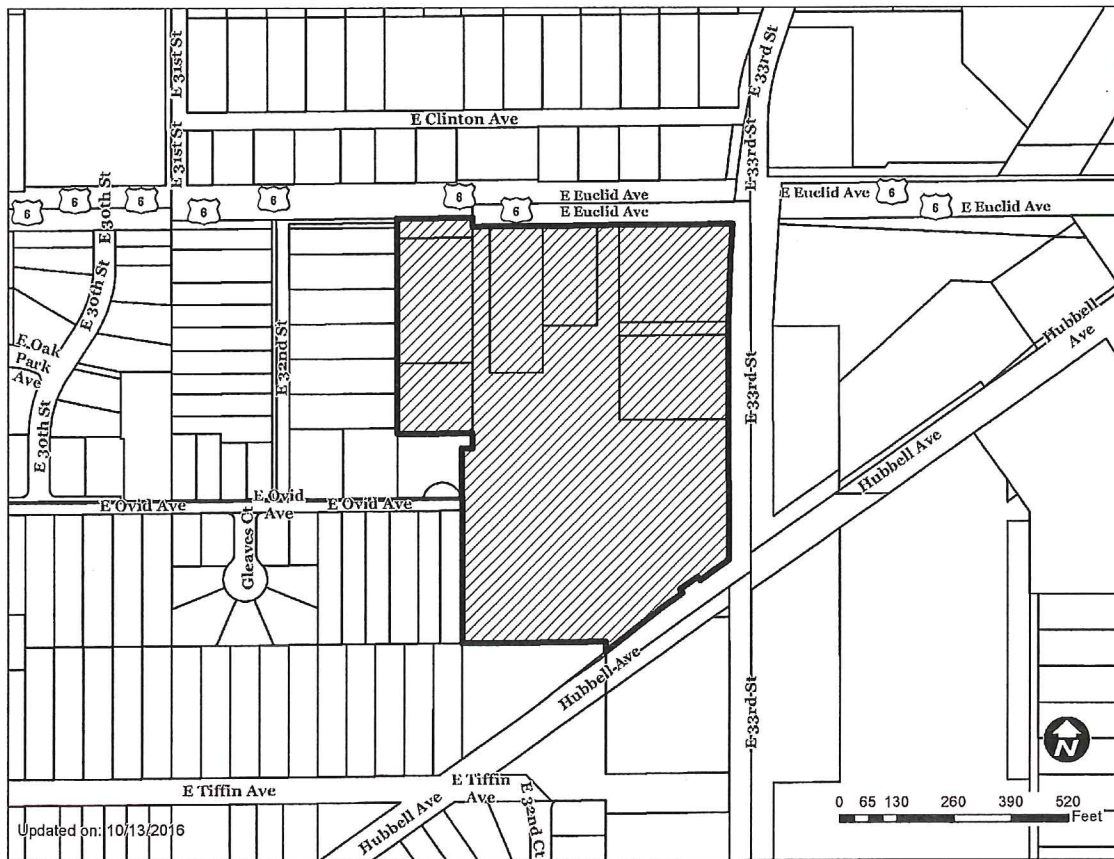 E 31st St
E 33rd St
E Clinton Ave
E 31st St
E 33rd St
E 30th St
6
6
6
6
6
E Euclid Ave
6
E Euclid Ave
E Euclid Ave
6
6
E Euclid Ave
E 30th St
E Oak
Park
Ave
E 32nd St
E 33rd St
Hubbell
Ave
E 30th St
Hubbell Ave
E Ovid Ave
E Ovid
Ave
E Ovid Ave
Gleaves Ct
Hubbell Ave
E 33rd St
N
E Tiffin Ave
E Tiffin
Ave
E 32nd Ct
Hubbell Ave
Updated on: 10/13/2016
0 65 130 260 390 520
Feet